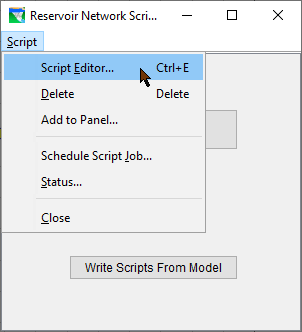 Reservoir Network Scri...
Script
Script Editor... Ctrl+E
Delete Delete
Add to Panel...
Schedule Script Job...
Status...
Close
Write Scripts From Model